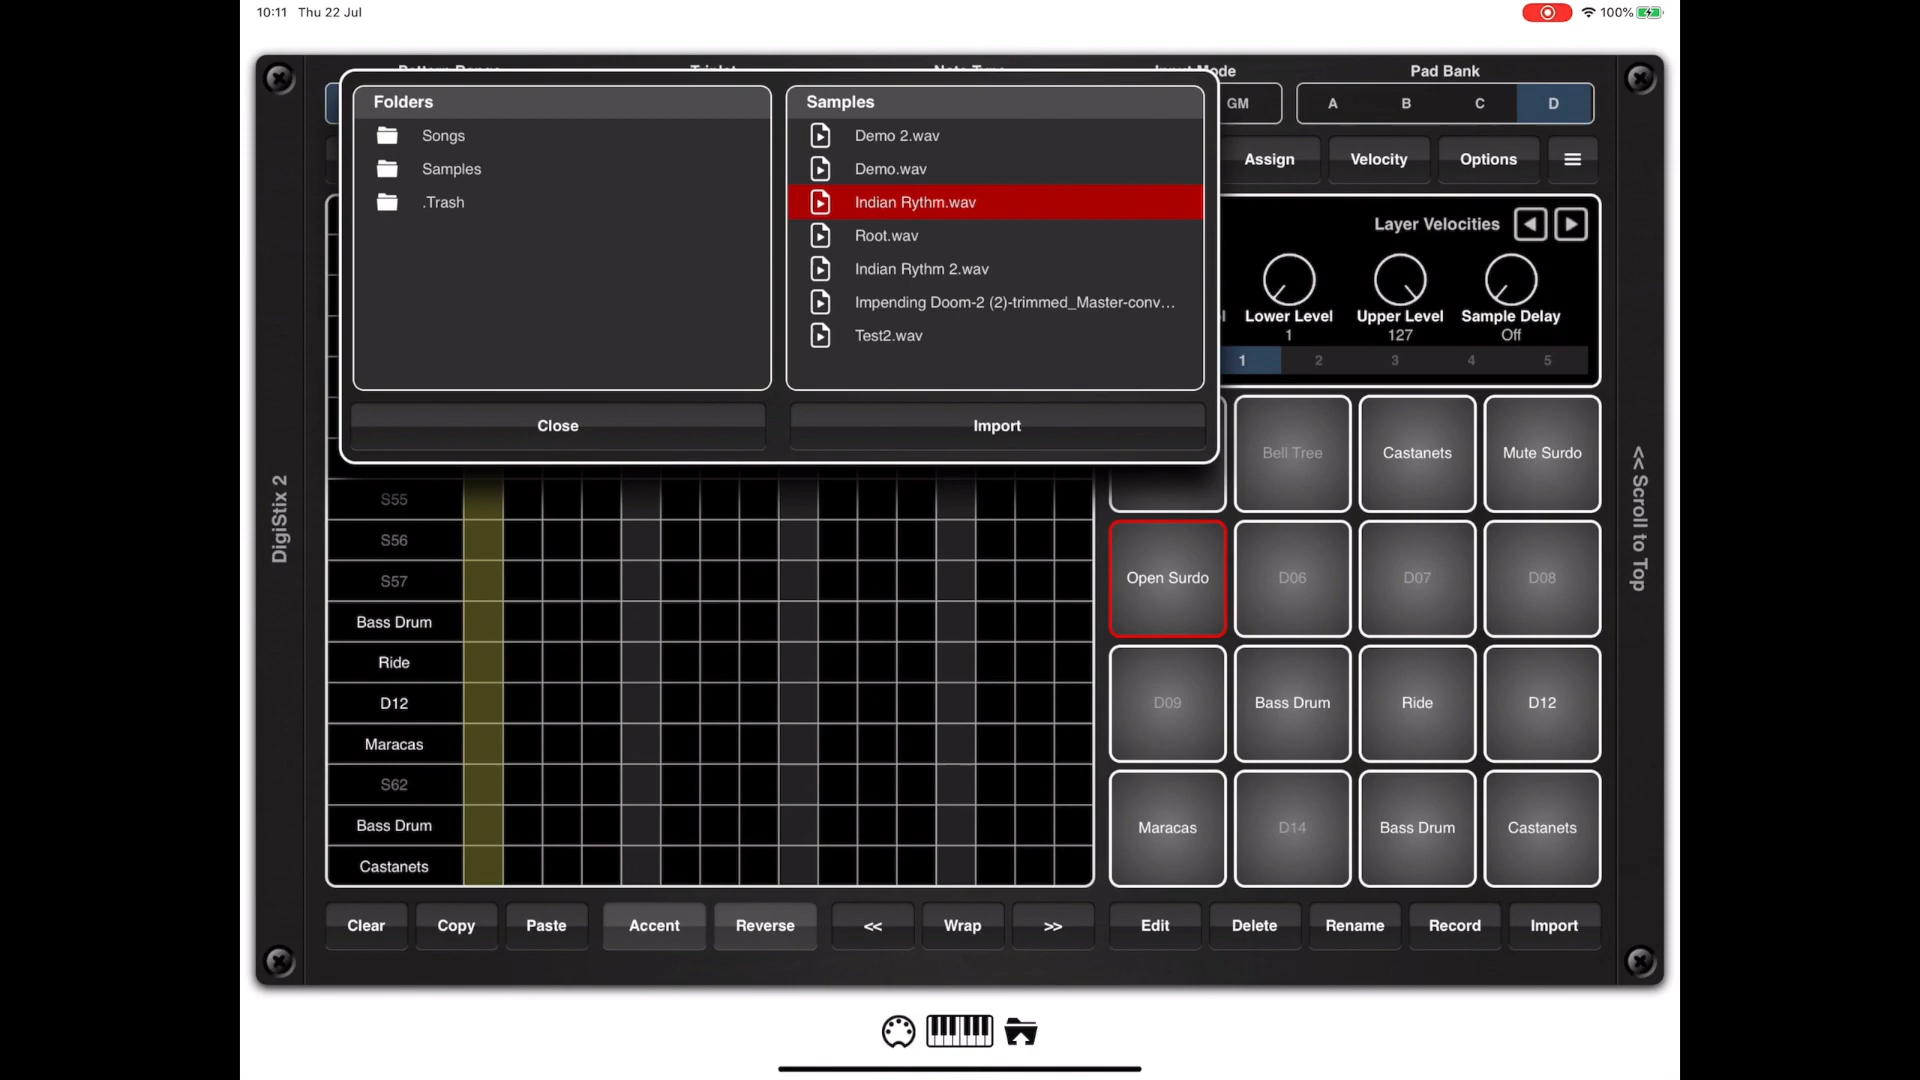 10:11 Thu 22 Jul
100%
Mode
Pad Bank
GM
A B C D
Assign Velocity Options
Folders
Songs
Samples
.Trash
Samples
Demo 2.wav
Demo.wav
Indian Rythm.wav
Root.wav
Indian Rythm 2.wav
Impending Doom-2 (2)-trimmed_Master-conv...
Test2.wav
Close
Import
Layer Velocities
Lower Level Upper Level Sample Delay
1 127 Off
1 2 3 4 5
DigiStix 2
<< Scroll to Top
S55
S56
S57
Bass Drum
Ride
D12
Maracas
S62
Bass Drum
Castanets
Bell Tree Castanets Mute Surdo
Open Surdo D06 D07 D08
D09 Bass Drum Ride D12
Maracas D14 Bass Drum Castanets
Clear Copy Paste Accent Reverse << Wrap >> Edit Delete Rename Record Import